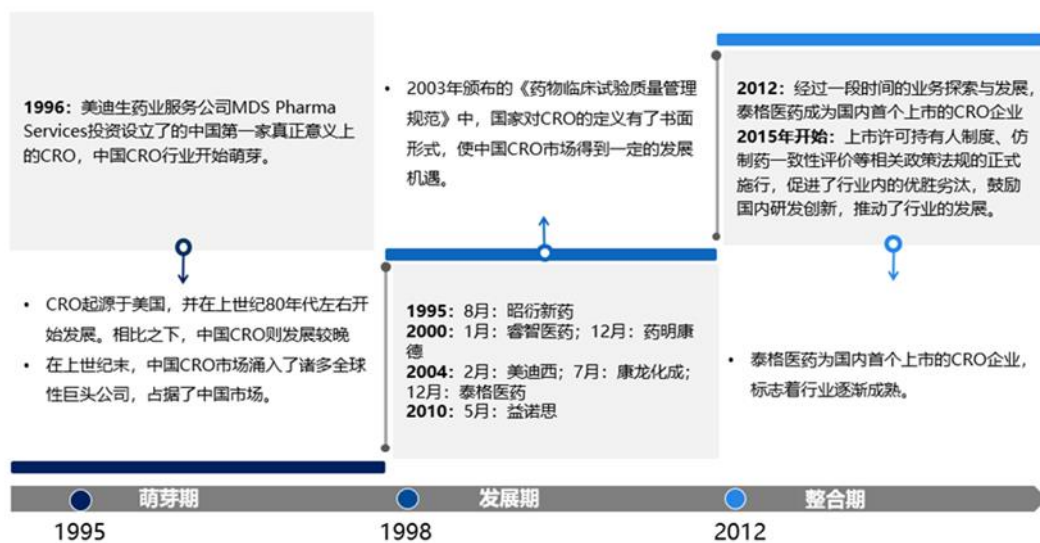 1996：美迪生药业服务公司MDS Pharma
Services投资设立了的中国第一家真正意义上
的CRO，中国CRO行业开始萌芽。
• CRO起源于美国，并在上世纪80年代左右开
始发展。相比之下，中国CRO则发展较晚
• 在上世纪末，中国CRO市场涌入了诸多全球
性巨头公司，占据了中国市场。
• 2003年颁布的《药物临床试验质量管理
规范》中，国家对CRO的定义有了书面
形式，使中国CRO市场得到一定的发展
机遇。
1995：8月：昭衍新药
2000：1月：睿智医药；12月：药明康
德
2004：2月：美迪西；7月：康龙化成；
12月：泰格医药
2010：5月：益诺思
2012：经过一段时间的业务探索与发展，
泰格医药成为国内首个上市的CRO企业
2015年开始：上市许可持有人制度、仿
制药一致性评价等相关政策法规的正式
施行，促进了行业内的优胜劣汰，鼓励
国内研发创新，推动了行业的发展。
• 泰格医药为国内首个上市的CRO企业，
标志着行业逐渐成熟。
萌芽期
发展期
整合期
1995
1998
2012